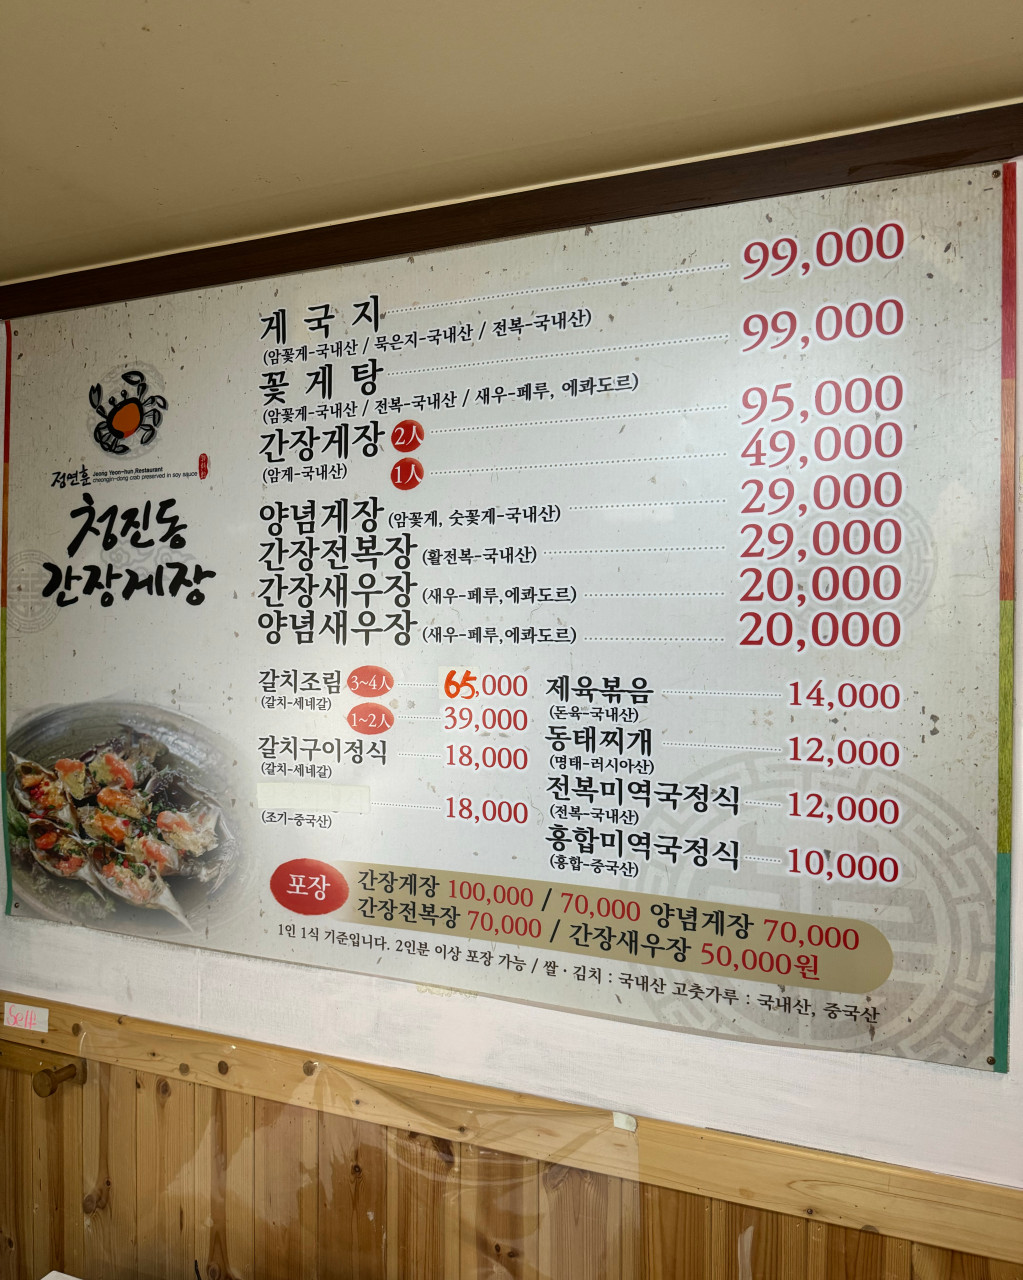 게 국 지 99,000
(암꽃게-국내산 / 묵은지-국내산 / 전복-국내산)
꽃 게 탕 99,000
(암꽃게-국내산 / 전복-국내산 / 새우-페루, 에콰도르)
간장게장 2人 95,000
(암게-국내산) 1人 49,000
양념게장 (암꽃게, 숫꽃게-국내산) 29,000
간장전복장 (활전복-국내산) 29,000
간장새우장 (새우-페루,에콰도르) 20,000
양념새우장 (새우-페루,에콰도르) 20,000
정연훈 Jeong Yeon-hun Restaurant
cheongjin-dong crab preserved in soy sauce
청진동
간장게장
갈치조림 3~4人 65,000
(갈치-세네갈)
1~2人 39,000
갈치구이정식 18,000
(갈치-세네갈)
18,000
(조기-중국산)
제육볶음 14,000
(돈육-국내산)
동태찌개 12,000
(명태-러시아산)
전복미역국정식 12,000
(전복-국내산)
홍합미역국정식 10,000
(홍합-중국산)
포장
간장게장 100,000 / 70,000 양념게장 70,000
간장전복장 70,000 / 간장새우장 50,000원
1인 1식 기준입니다. 2인분 이상 포장 가능 / 쌀 · 김치 : 국내산 고춧가루 : 국내산, 중국산
Self